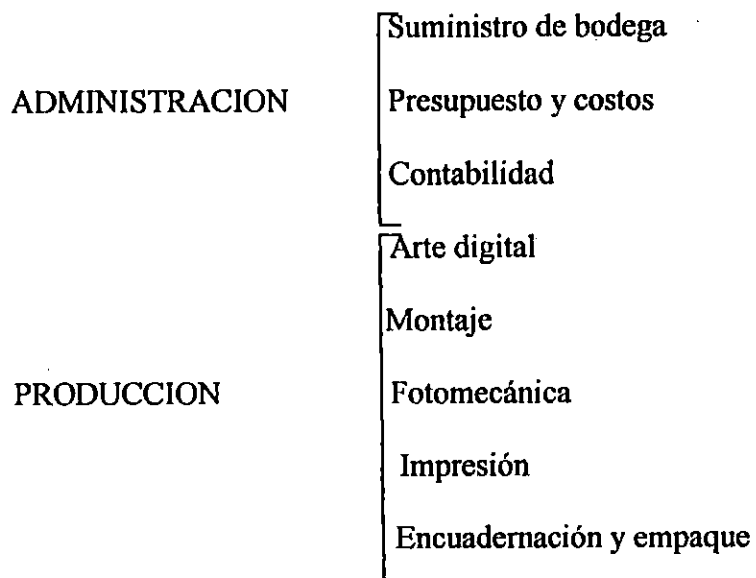 Suministro de bodega
ADMINISTRACION Presupuesto y costos
Contabilidad
Arte digital
Montaje
PRODUCCION Fotomecánica
Impresión
Encuadernación y empaque